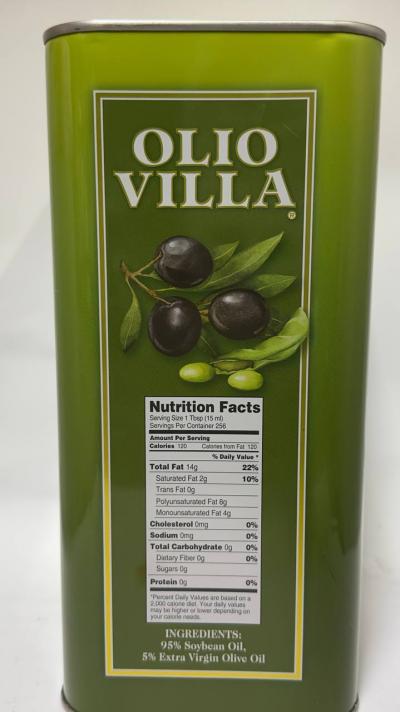 OLIO
VILLA
®
Nutrition Facts
Serving Size 1 Tbsp (15 ml)
Servings Per Container 256
Amount Per Serving
Calories 120 Calories from Fat 120
% Daily Value *
Total Fat 14g 22%
Saturated Fat 2g 10%
Trans Fat 0g
Polyunsaturated Fat 8g
Monounsaturated Fat 4g
Cholesterol 0mg 0%
Sodium 0mg 0%
Total Carbohydrate 0g 0%
Dietary Fiber 0g 0%
Sugars 0g
Protein 0g 0%
*Percent Daily Values are based on a
2,000 calorie diet. Your daily values
may be higher or lower depending on
your calorie needs.
INGREDIENTS:
95% Soybean Oil,
5% Extra Virgin Olive Oil